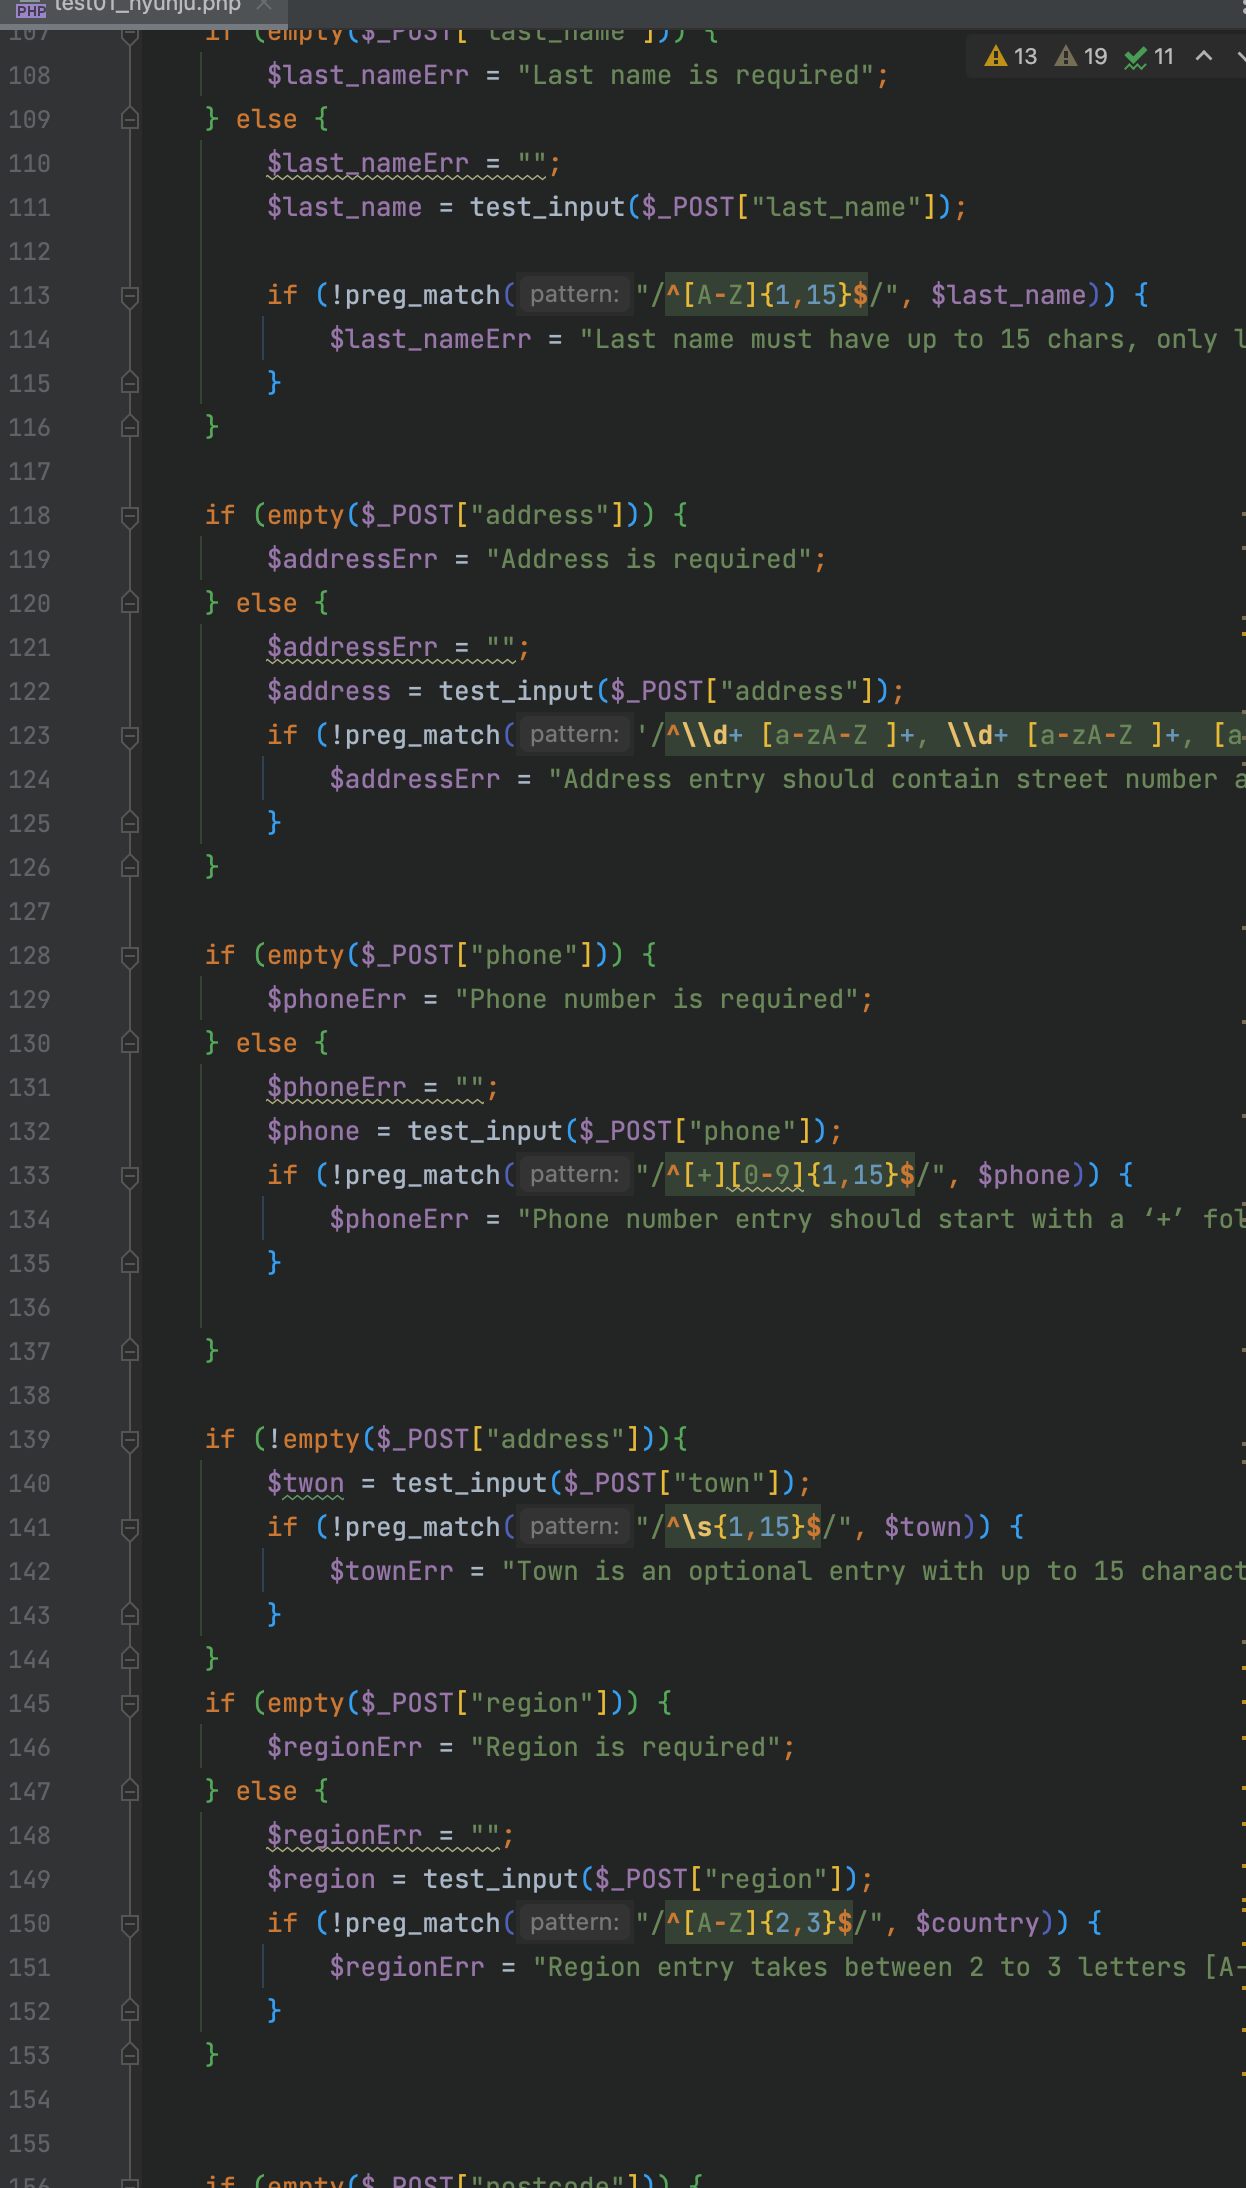 test01_hyunju.php
13 19 11
107 if (empty($_POST["last_name"])) {
108 $last_nameErr = "Last name is required";
109 } else {
110 $last_nameErr = "";
111 $last_name = test_input($_POST["last_name"]);
112
113 if (!preg_match( pattern: "/^[A-Z]{1,15}$/", $last_name)) {
114 $last_nameErr = "Last name must have up to 15 chars, only
115 }
116 }
117
118 if (empty($_POST["address"])) {
119 $addressErr = "Address is required";
120 } else {
121 $addressErr = "";
122 $address = test_input($_POST["address"]);
123 if (!preg_match( pattern: '/^\\d+ [a-zA-Z ]+, \\d+ [a-zA-Z ]+, [a-
124 $addressErr = "Address entry should contain street number
125 }
126 }
127
128 if (empty($_POST["phone"])) {
129 $phoneErr = "Phone number is required";
130 } else {
131 $phoneErr = "";
132 $phone = test_input($_POST["phone"]);
133 if (!preg_match( pattern: "/^[+][0-9]{1,15}$/", $phone)) {
134 $phoneErr = "Phone number entry should start with a ‘+’ fol
135 }
136
137 }
138
139 if (!empty($_POST["address"])){
140 $twon = test_input($_POST["town"]);
141 if (!preg_match( pattern: "/^\s{1,15}$/", $town)) {
142 $townErr = "Town is an optional entry with up to 15 charact
143 }
144 }
145 if (empty($_POST["region"])) {
146 $regionErr = "Region is required";
147 } else {
148 $regionErr = "";
149 $region = test_input($_POST["region"]);
150 if (!preg_match( pattern: "/^[A-Z]{2,3}$/", $country)) {
151 $regionErr = "Region entry takes between 2 to 3 letters [A-
152 }
153 }
154
155
156 if (empty($_POST["postcode"])) {